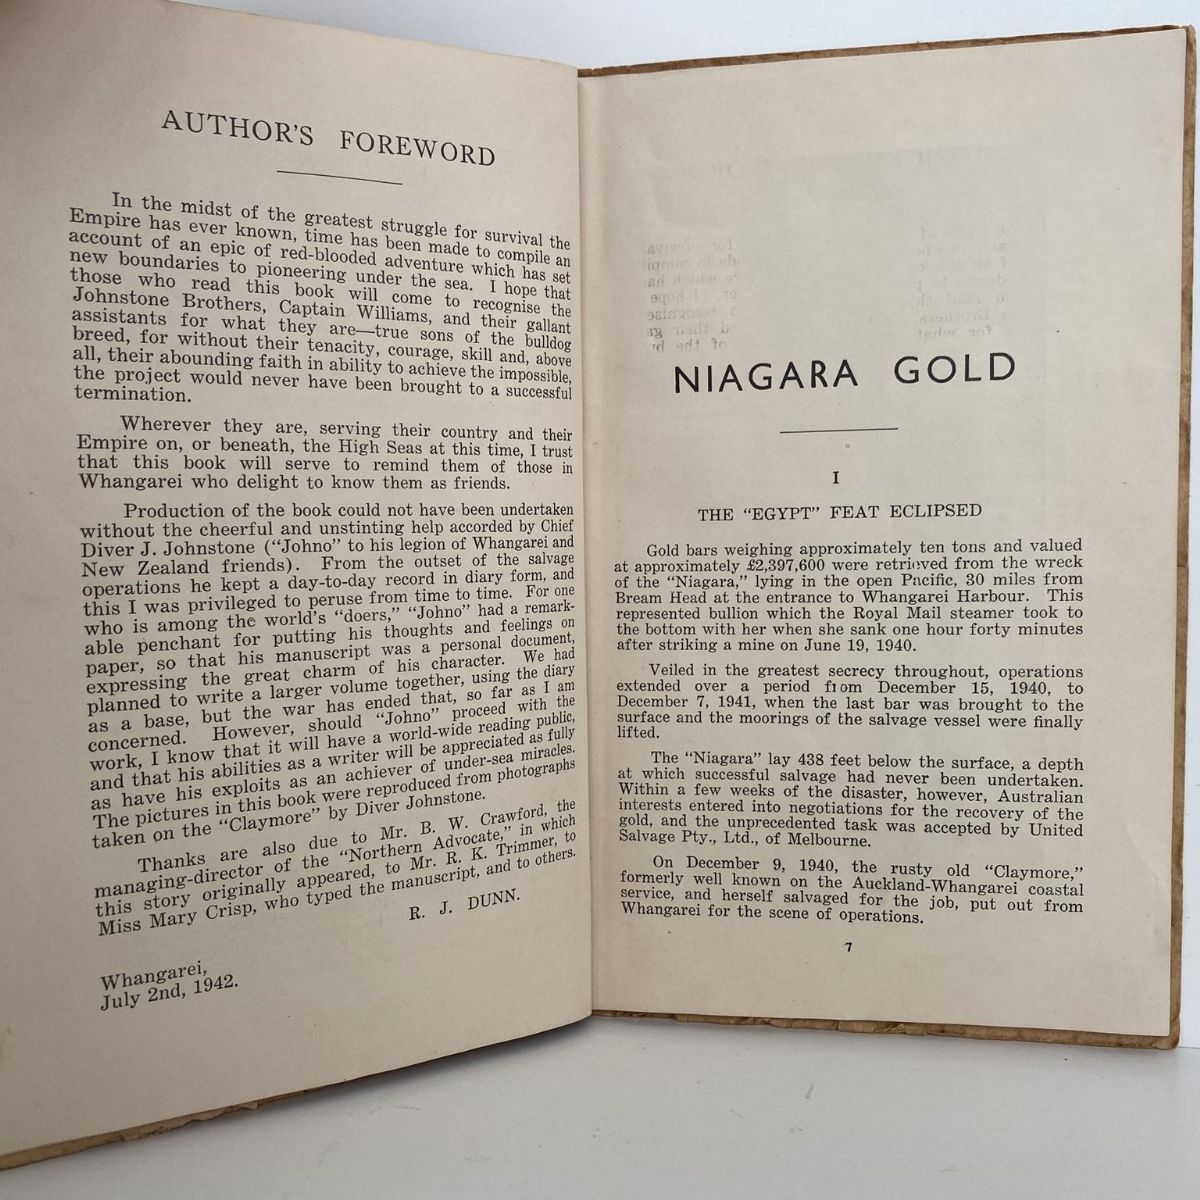 AUTHOR'S FOREWORD
In the midst of the greatest struggle for survival the
Empire has ever known, time has been made to compile an
account of an epic of red-blooded adventure which has set
new boundaries to pioneering under the sea. I hope that
those who read this book will come to recognise the
Johnstone Brothers, Captain Williams, and their gallant
assistants for what they are—true sons of the bulldog
breed, for without their tenacity, courage, skill and, above
all, their abounding faith in ability to achieve the impossible,
the project would never have been brought to a successful
termination.
Wherever they are, serving their country and their
Empire on, or beneath, the High Seas at this time, I trust
that this book will serve to remind them of those in
Whangarei who delight to know them as friends.
Production of the book could not have been undertaken
without the cheerful and unstinting help accorded by Chief
Diver J. Johnstone ("Johno" to his legion of Whangarei and
New Zealand friends). From the outset of the salvage
operations he kept a day-to-day record in diary form, and
this I was privileged to peruse from time to time. For one
who is among the world's "doers," "Johno" had a remark-
able penchant for putting his thoughts and feelings on
paper, so that his manuscript was a personal document,
expressing the great charm of his character. We had
planned to write a larger volume together, using the diary
as a base, but the war has ended that, so far as I am
concerned. However, should "Johno" proceed with the
work, I know that it will have a world-wide reading public,
and that his abilities as a writer will be appreciated as fully
as have his exploits as an achiever of under-sea miracles.
The pictures in this book were reproduced from photographs
taken on the "Claymore" by Diver Johnstone.
Thanks are also due to Mr. B. W. Crawford, the
managing-director of the "Northern Advocate," in which
this story originally appeared, to Mr. R. K. Trimmer, to
Miss Mary Crisp, who typed the manuscript, and to others.
R. J. DUNN.
Whangarei,
July 2nd, 1942.
NIAGARA GOLD
I
THE "EGYPT" FEAT ECLIPSED
Gold bars weighing approximately ten tons and valued
at approximately £2,397,600 were retrieved from the wreck
of the "Niagara," lying in the open Pacific, 30 miles from
Bream Head at the entrance to Whangarei Harbour. This
represented bullion which the Royal Mail steamer took to
the bottom with her when she sank one hour forty minutes
after striking a mine on June 19, 1940.
Veiled in the greatest secrecy throughout, operations
extended over a period from December 15, 1940, to
December 7, 1941, when the last bar was brought to the
surface and the moorings of the salvage vessel were finally
lifted.
The "Niagara" lay 438 feet below the surface, a depth
at which successful salvage had never been undertaken.
Within a few weeks of the disaster, however, Australian
interests entered into negotiations for the recovery of the
gold, and the unprecedented task was accepted by United
Salvage Pty., Ltd., of Melbourne.
On December 9, 1940, the rusty old "Claymore,"
formerly well known on the Auckland-Whangarei coastal
service, and herself salvaged for the job, put out from
Whangarei for the scene of operations.
7